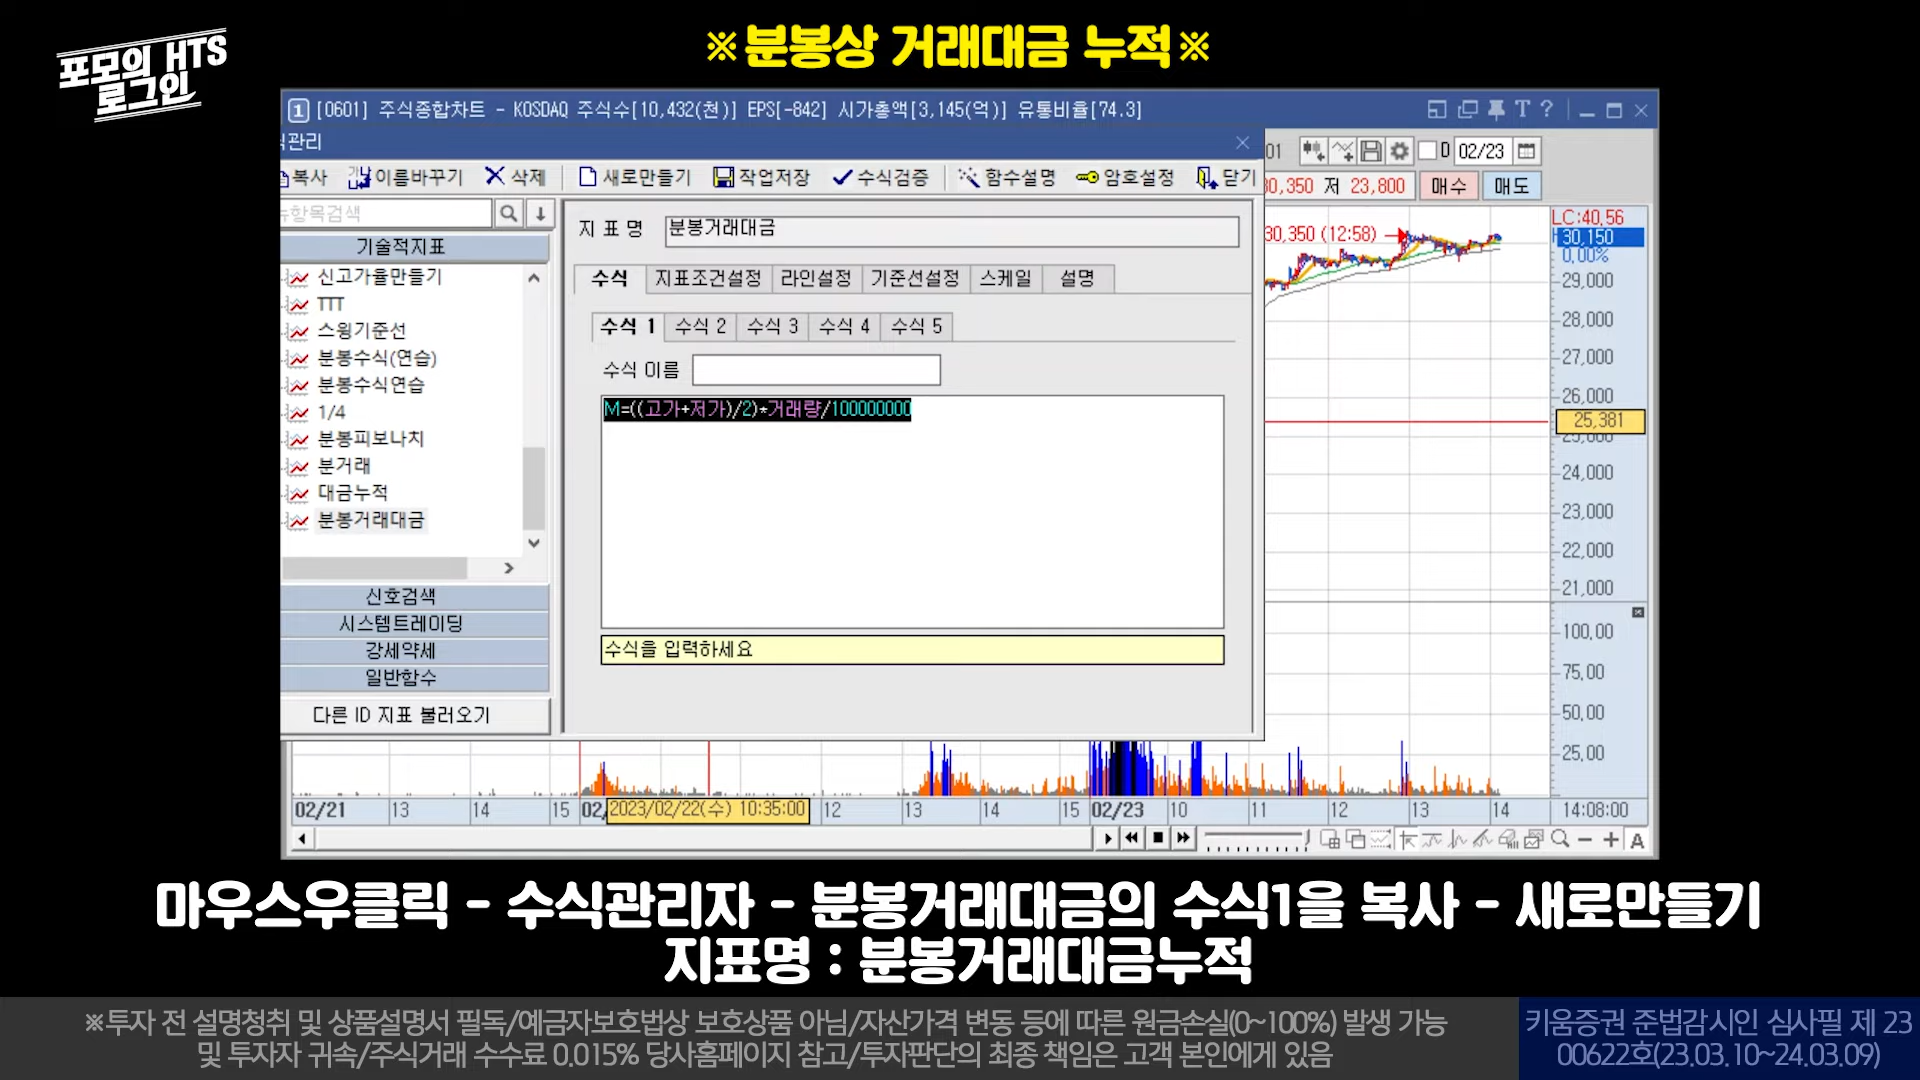 포모의 HTS
로그인
※분봉상 거래대금 누적※
1 [0601] 주식종합차트 - KOSDAQ 주식수[10,432(천)] EPS[-842] 시가총액[3,145(억)] 유통비율[74.3]
관리
복사 이름바꾸기 삭제 새로만들기 작업저장 수식검증 함수설명 암호설정 닫기
01 D 02/23
30,350 저 23,800 매수 매도
항목검색
지 표 명 분봉거래대금
기술적지표
신고가율만들기
TTT
스윙기준선
분봉수식(연습)
분봉수식연습
1/4
분봉피보나치
분거래
대금누적
분봉거래대금
신호검색
시스템트레이딩
강세약세
일반함수
다른 ID 지표 불러오기
수식 지표조건설정 라인설정 기준선설정 스케일 설명
수식 1 수식 2 수식 3 수식 4 수식 5
수식 이름
M=((고가+저가)/2)*거래량/100000000
수식을 입력하세요
30,350 (12:58)
LC:40,56
30,150
0,00%
29,000
28,000
27,000
26,000
25,381
25,000
24,000
23,000
22,000
21,000
100,00
75,00
50,00
25,00
02/21 13 14 15 02/ 2023/02/22(수) 10:35:00 12 13 14 15 02/23 10 11 12 13 14 14:08:00
A
마우스우클릭 - 수식관리자 - 분봉거래대금의 수식1을 복사 - 새로만들기
지표명 : 분봉거래대금누적
※투자 전 설명청취 및 상품설명서 필독/예금자보호법상 보호상품 아님/자산가격 변동 등에 따른 원금손실(0~100%) 발생 가능
및 투자자 귀속/주식거래 수수료 0.015% 당사홈페이지 참고/투자판단의 최종 책임은 고객 본인에게 있음
키움증권 준법감시인 심사필 제 23
00622호(23.03.10~24.03.09)